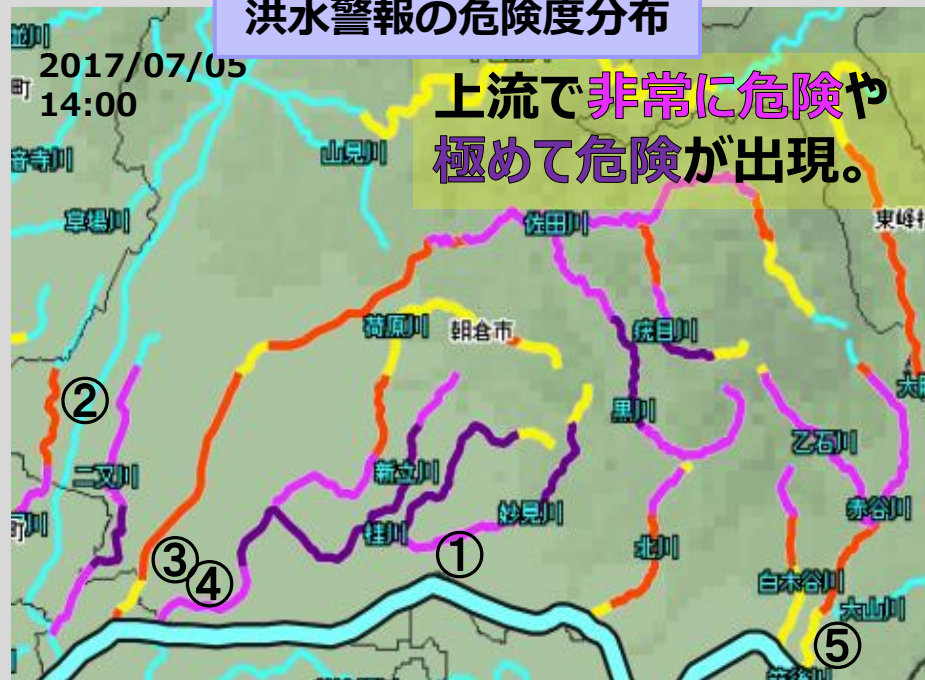 洪水警報の危険度分布
2017/07/05
14:00
上流で非常に危険や
極めて危険が出現。
山見川
草場川
佐田川
荷原川
朝倉市
疣目川
②
黒川
乙石川
二又川
新立川
赤谷川
桂川
妙見川
①
北川
③
④
白木谷川
大山川
⑤